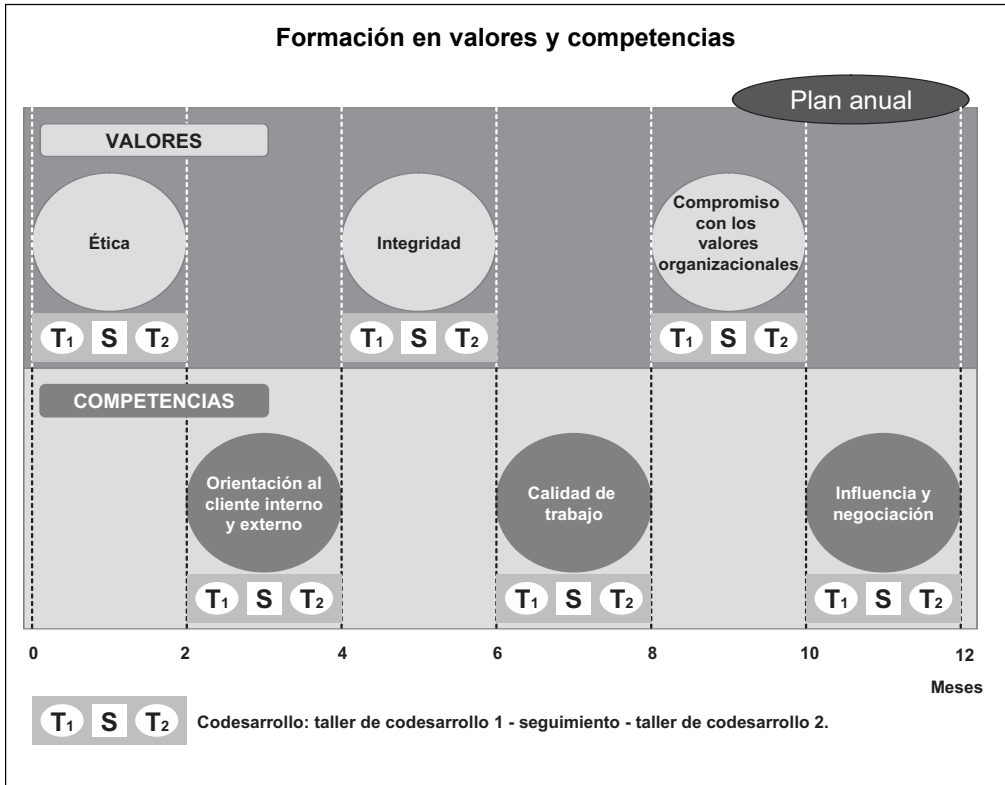 Formación en valores y competencias
Plan anual
VALORES
Ética
Integridad
Compromiso
con los
valores
organizacionales
T1 S T2
T1 S T2
T1 S T2
COMPETENCIAS
Orientación al
cliente interno
y externo
Calidad de
trabajo
Influencia y
negociación
T1 S T2
T1 S T2
T1 S T2
0 2 4 6 8 10 12
Meses
T1 S T2 Codesarrollo: taller de codesarrollo 1 - seguimiento - taller de codesarrollo 2.